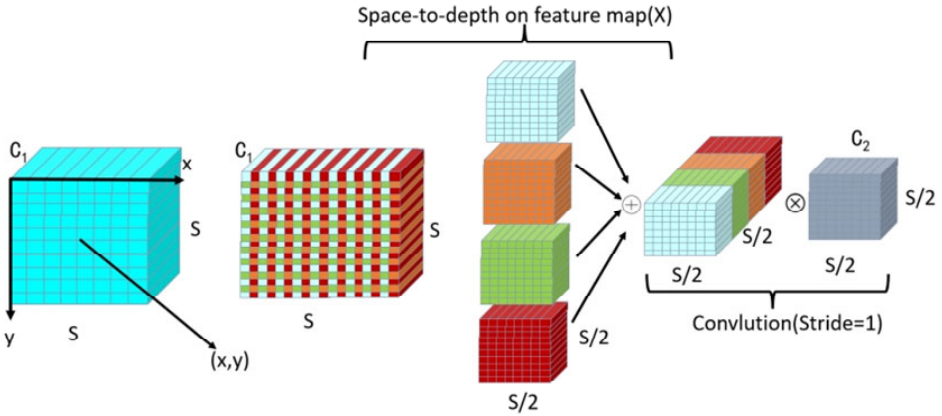 Space-to-depth on feature map(X)
C1
x
S
S
y
(x,y)
C1
S
S
S/2
S/2
S/2
S/2
C2
S/2
S/2
Convlution(Stride=1)